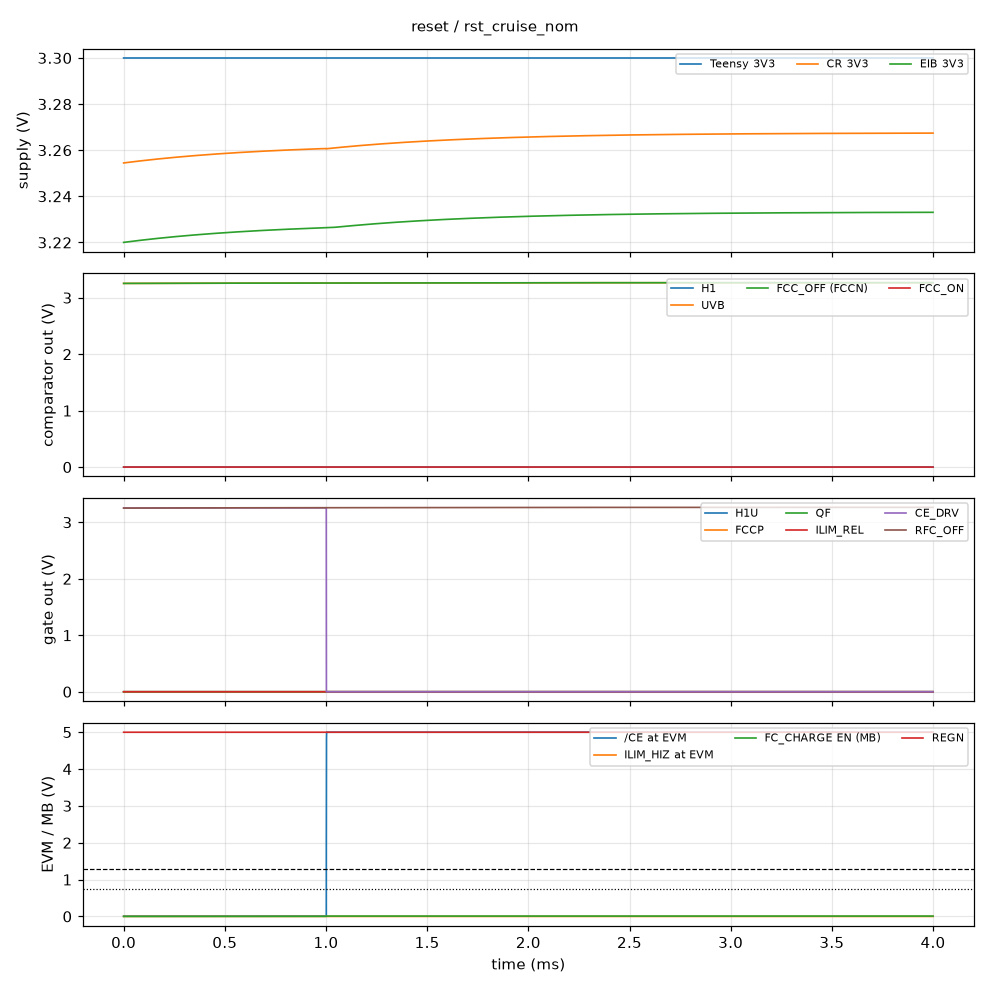 reset / rst_cruise_nom
3.30
3.28
3.26
3.24
3.22
supply (V)
Teensy 3V3 CR 3V3 EIB 3V3
3
2
1
0
comparator out (V)
H1 FCC_OFF (FCCN) FCC_ON
UVB
3
2
1
0
gate out (V)
H1U QF CE_DRV
FCCP ILIM_REL RFC_OFF
5
4
3
2
1
0
EVM / MB (V)
/CE at EVM FC_CHARGE EN (MB) REGN
ILIM_HIZ at EVM
0.0 0.5 1.0 1.5 2.0 2.5 3.0 3.5 4.0
time (ms)